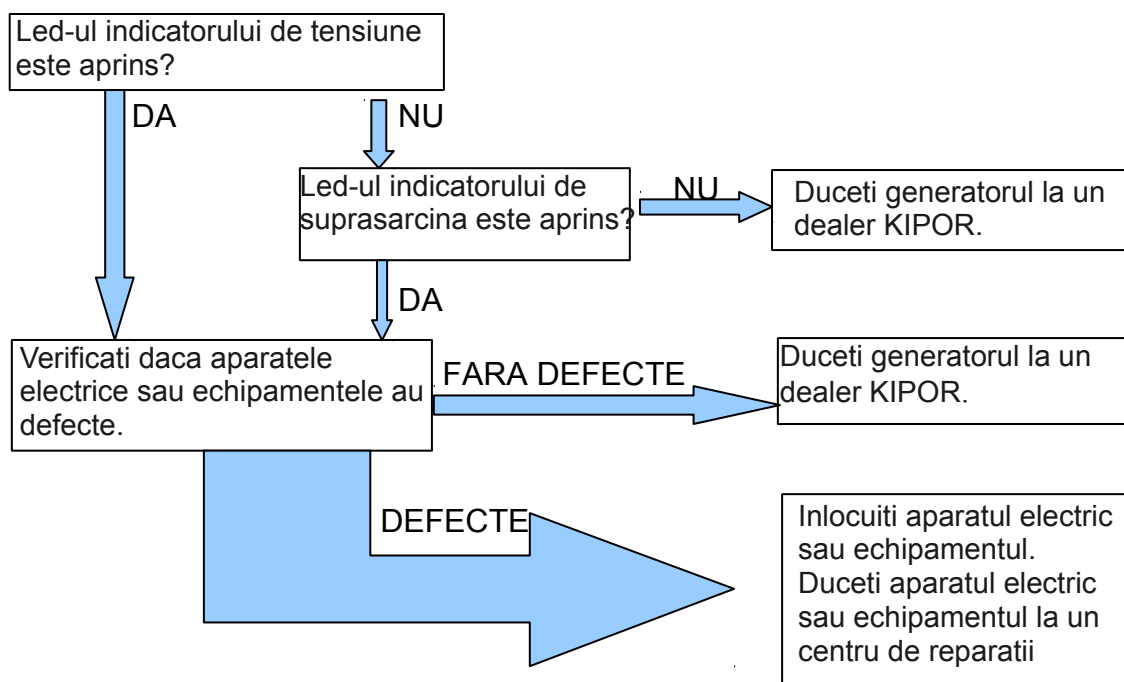 Led-ul indicatorului de tensiune
este aprins?
DA
NU
Led-ul indicatorului de
suprasarcina este aprins?
NU
Duceti generatorul la un
dealer KIPOR.
DA
Verificati daca aparatele
electrice sau echipamentele au
defecte.
FARA DEFECTE
Duceti generatorul la un
dealer KIPOR.
DEFECTE
Inlocuiti aparatul electric
sau echipamentul.
Duceti aparatul electric
sau echipamentul la un
centru de reparatii